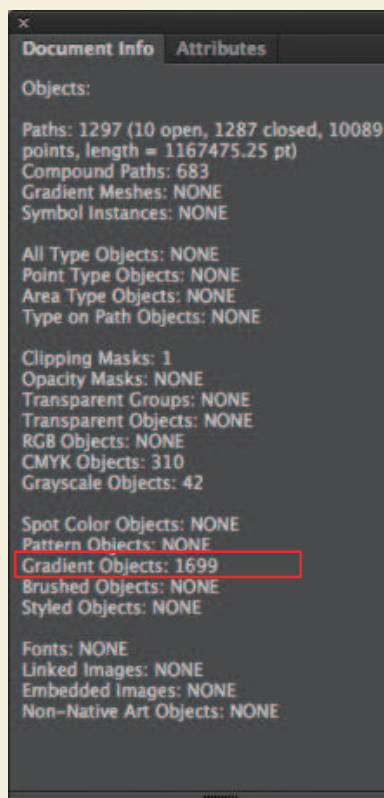 Document Info Attributes
Objects:
Paths: 1297 (10 open, 1287 closed, 10089
points, length = 1167475.25 pt)
Compound Paths: 683
Gradient Meshes: NONE
Symbol Instances: NONE
All Type Objects: NONE
Point Type Objects: NONE
Area Type Objects: NONE
Type on Path Objects: NONE
Clipping Masks: 1
Opacity Masks: NONE
Transparent Groups: NONE
Transparent Objects: NONE
RGB Objects: NONE
CMYK Objects: 310
Grayscale Objects: 42
Spot Color Objects: NONE
Pattern Objects: NONE
Gradient Objects: 1699
Brushed Objects: NONE
Styled Objects: NONE
Fonts: NONE
Linked Images: NONE
Embedded Images: NONE
Non-Native Art Objects: NONE